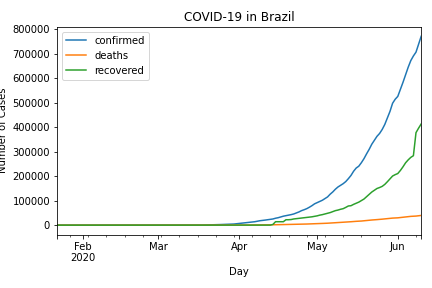 COVID-19 in Brazil
confirmed
deaths
recovered
800000
700000
600000
500000
400000
300000
200000
100000
0
Number of Cases
Feb
2020
Mar
Apr
May
Jun
Day